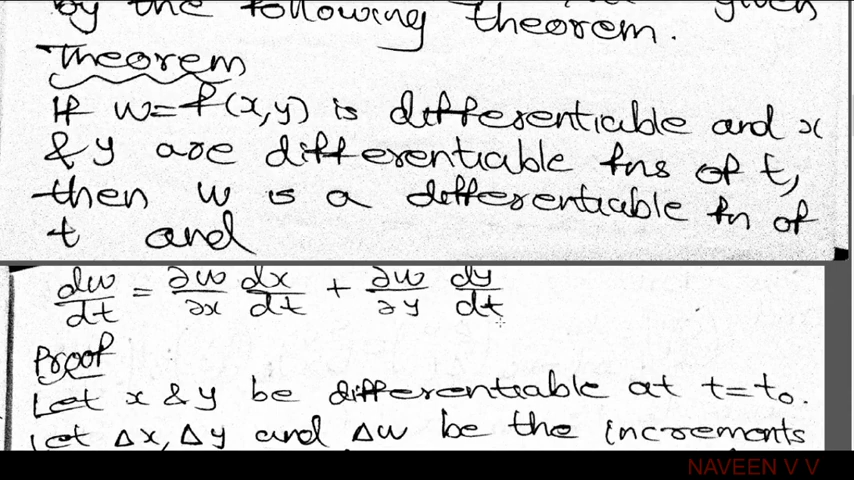 by the following theorem.
given
Theorem
If w=f(x,y) is differentiable and x
& y are differentiable fns of t,
then w is a differentiable fn of
t and
dw/dt = ∂w/∂x dx/dt + ∂w/∂y dy/dt
Proof
Let x & y be differentiable at t=t₀.
Let Δx, Δy and Δw be the increments
NAVEEN V V